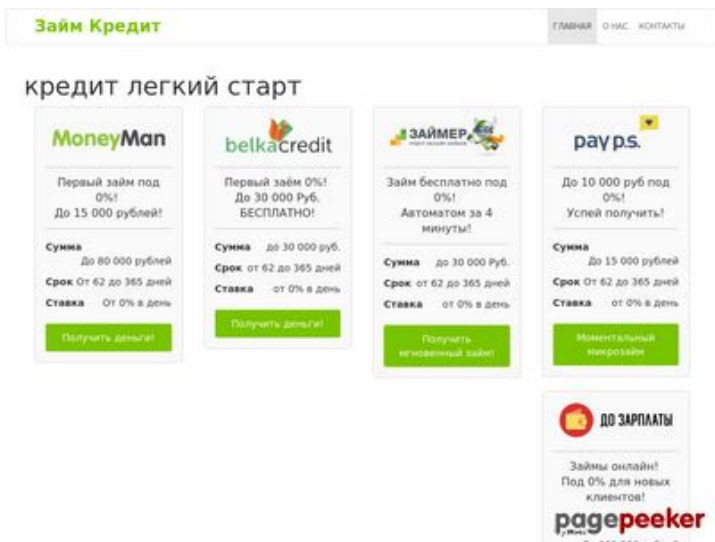 Займ Кредит
ГЛАВНАЯ О НАС КОНТАКТЫ
кредит легкий старт
MoneyMan
Первый займ под
0%!
До 15 000 рублей!
Сумма
До 80 000 рублей
Срок От 62 до 365 дней
Ставка От 0% в день
Получить деньги!
belkacredit
Первый заём 0%!
До 30 000 Руб.
БЕСПЛАТНО!
Сумма до 30 000 руб.
Срок от 62 до 365 дней
Ставка от 0% в день
Получить деньги!
ЗАЙМЕР
Займ бесплатно под
0%!
Автоматом за 4
минуты!
Сумма до 30 000 Руб.
Срок от 62 до 365 дней
Ставка от 0% в день
Получить
мгновенный займ!
pay p.s.
До 10 000 руб под
0%!
Успей получить!
Сумма
До 15 000 рублей
Срок От 62 до 365 дней
Ставка от 0% в день
Моментальный
микрозайм
ДО ЗАРПЛАТЫ
Займы онлайн!
Под 0% для новых
клиентов!
pagepeeker